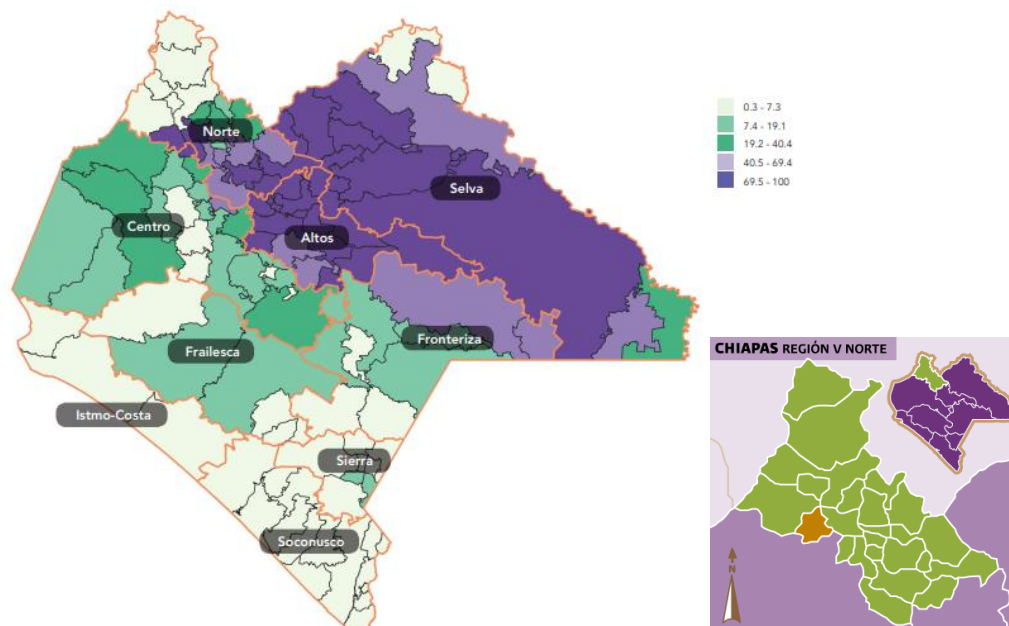 0.3 - 7.3
7.4 - 19.1
19.2 - 40.4
40.5 - 69.4
69.5 - 100
Norte
Selva
Centro
Altos
Fronteriza
Frailesca
Istmo-Costa
Sierra
Soconusco
CHIAPAS REGIÓN V NORTE
N